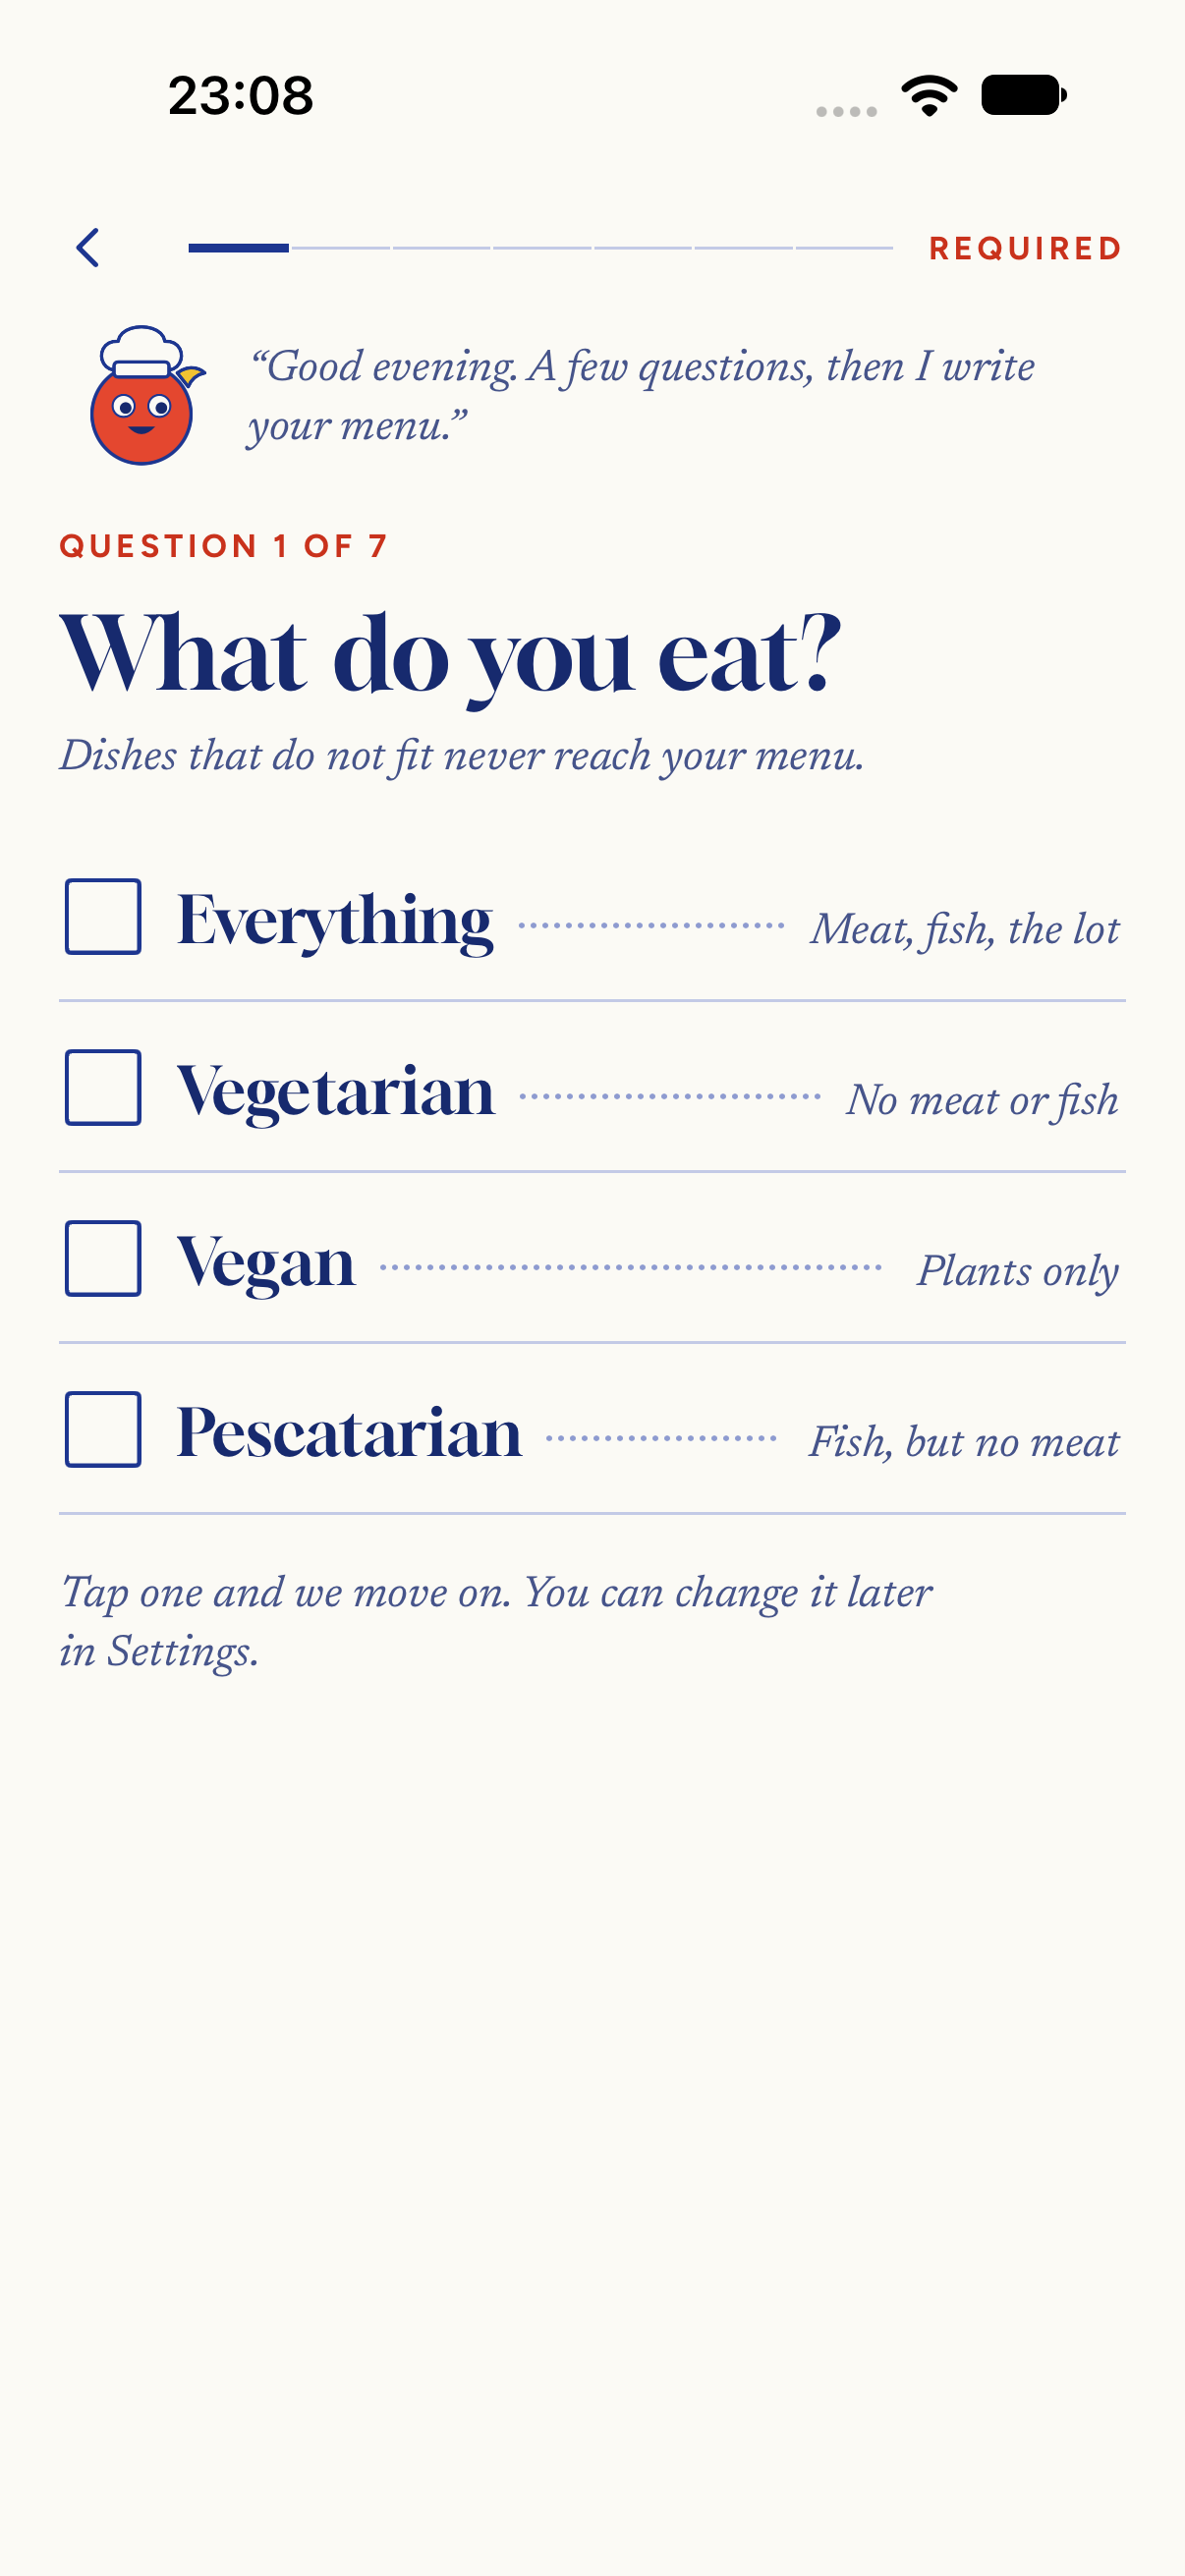 23:08
REQUIRED
“Good evening. A few questions, then I write
your menu.”
QUESTION 1 OF 7
What do you eat?
Dishes that do not fit never reach your menu.
Everything ........................ Meat, fish, the lot
Vegetarian ........................ No meat or fish
Vegan ........................ Plants only
Pescatarian ........................ Fish, but no meat
Tap one and we move on. You can change it later
in Settings.